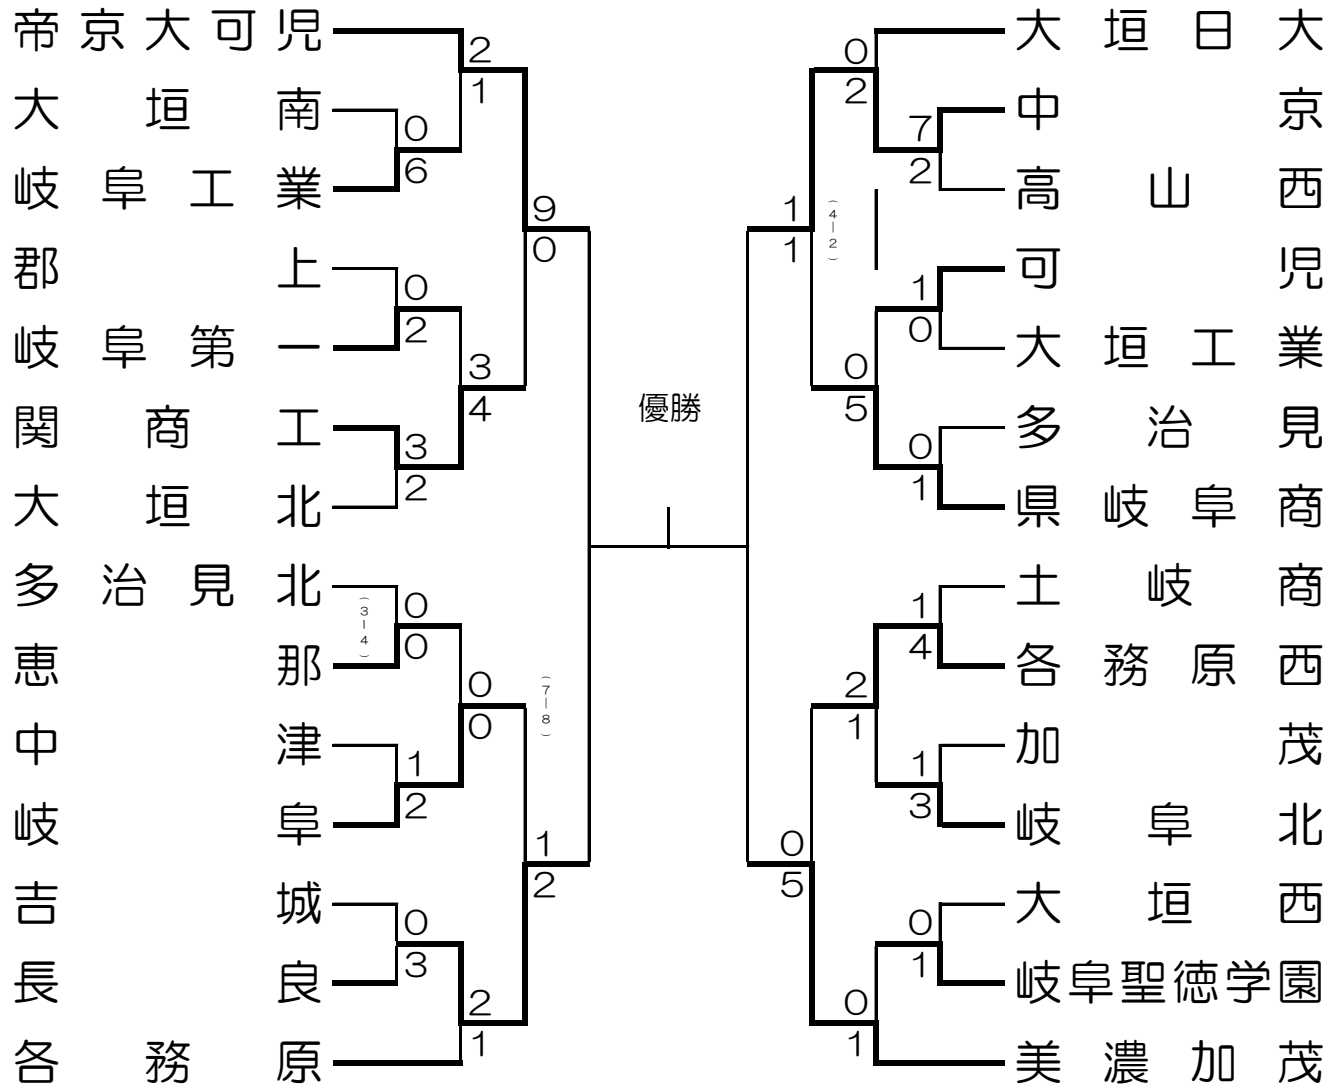 帝京大可児
2
1
大垣南
0
6
岐阜工業
9
0
郡上
0
2
岐阜第一
3
4
関商工
3
2
大垣北
多治見北
0
0
(3-4)
恵那
0
0
(7-8)
中津
1
2
岐阜
1
2
吉城
0
3
長良
2
1
各務原
優勝
大垣日大
0
2
中京
7
2
高山西
1
1
(4-2)
可児
1
0
大垣工業
0
5
多治見
0
1
県岐阜商
土岐商
1
4
各務原西
2
1
加茂
1
3
岐阜北
0
5
大垣西
0
1
岐阜聖徳学園
0
1
美濃加茂